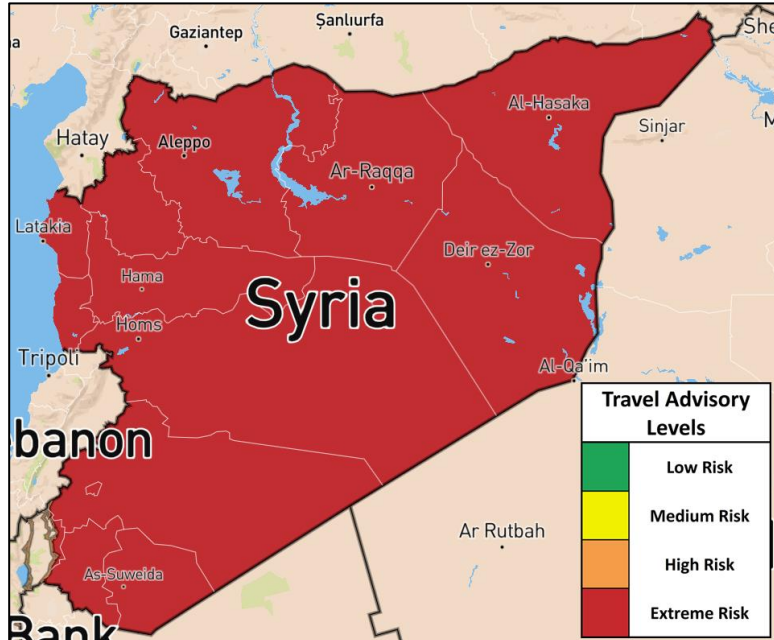 Gaziantep
Şanlıurfa
She
Hatay
Aleppo
Al-Hasaka
Sinjar
M
Ar-Raqqa
Latakia
Deir ez-Zor
Hama
Syria
Homs
Tripoli
Al-Qa'im
banon
Travel Advisory
Levels
Low Risk
Medium Risk
High Risk
Extreme Risk
Ar Rutbah
As-Suweida
Bank